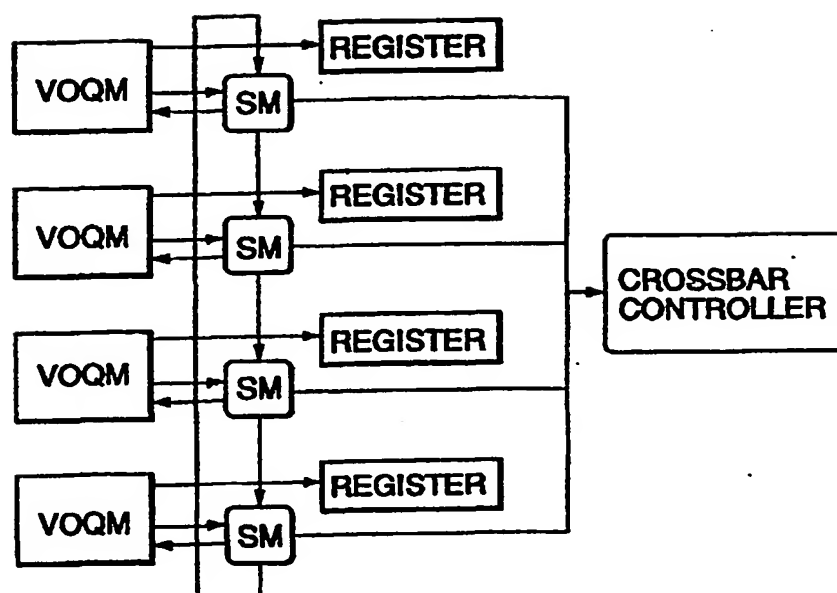 REGISTER
VOQM
SM
REGISTER
VOQM
SM
CROSSBAR
CONTROLLER
REGISTER
VOQM
SM
REGISTER
VOQM
SM